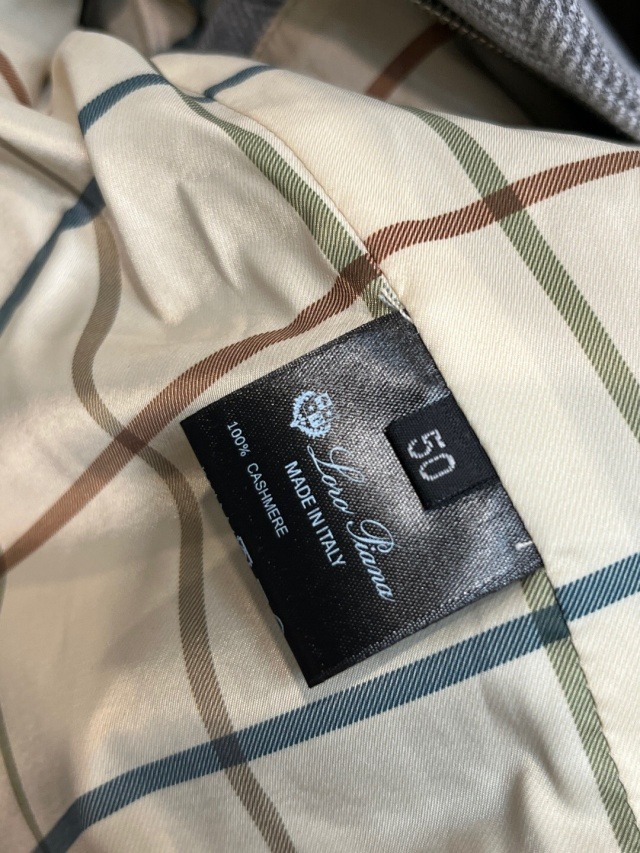 Loro Piana
MADE IN ITALY
100% CASHMERE
50